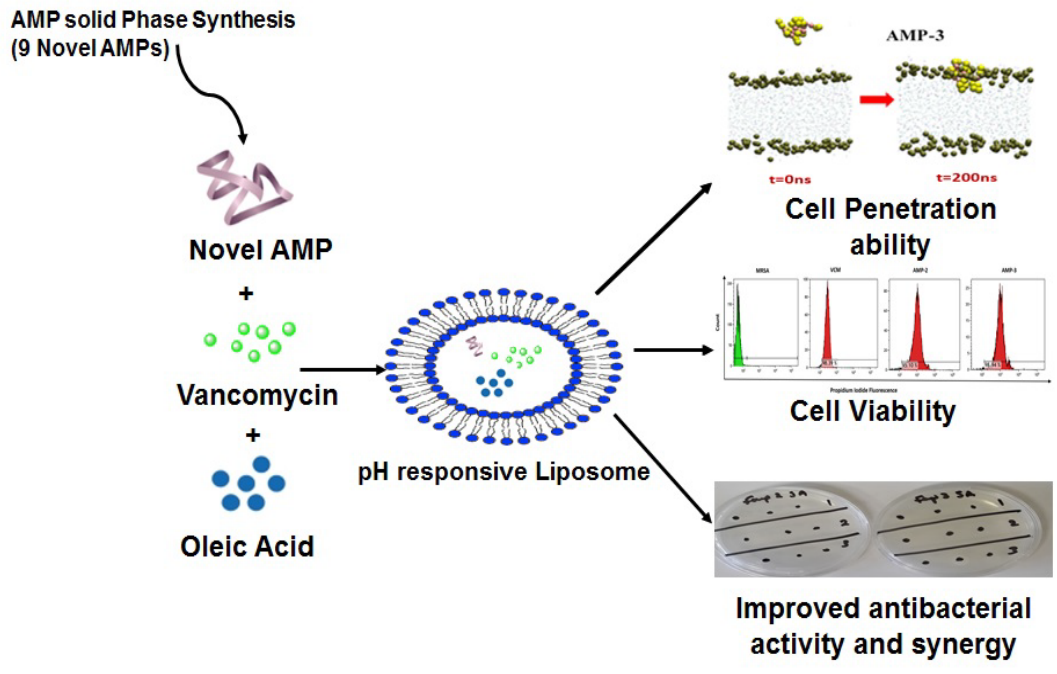 AMP solid Phase Synthesis
(9 Novel AMPs)
Novel AMP
+
Vancomycin
+
Oleic Acid
pH responsive Liposome
AMP-3
t=0ns
t=200ns
Cell Penetration
ability
MRSA
VCM
AMP-2
AMP-3
Count
Propidium Iodide Fluorescence
Cell Viability
1
2
3
1
2
3
Improved antibacterial
activity and synergy